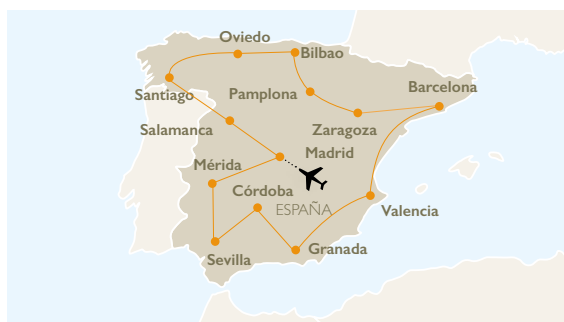 Oviedo
Bilbao
Barcelona
Santiago
Pamplona
Zaragoza
Salamanca
Madrid
Mérida
Córdoba
ESPAÑA
Valencia
Granada
Sevilla